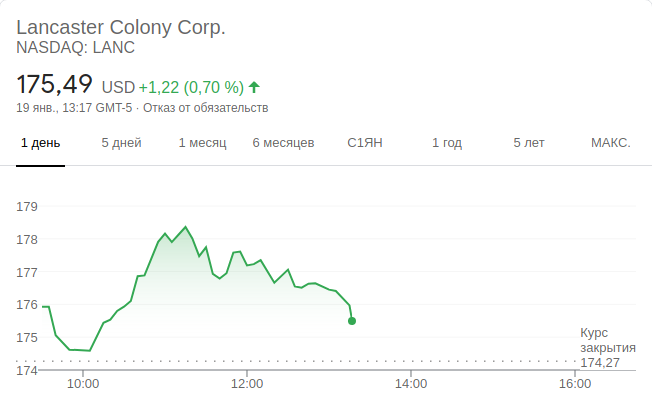 Lancaster Colony Corp.
NASDAQ: LANC
175,49 USD +1,22 (0,70 %)
19 янв., 13:17 GMT-5 · Отказ от обязательств
1 день 5 дней 1 месяц 6 месяцев С1ЯН 1 год 5 лет МАКС.
179
178
177
176
175
Курс
закрытия
174,27
174
10:00 12:00 14:00 16:00